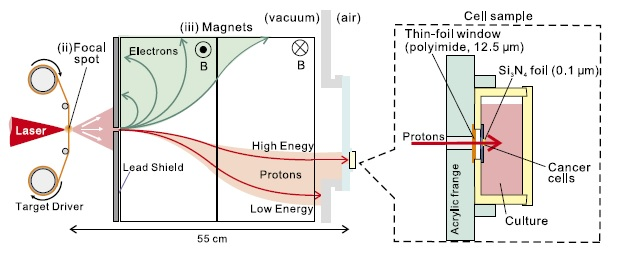 (iii) Magnets
(vacuum)
(air)
Cell sample
(ii)Focal
spot
Electrons
B
B
Thin-foil window
(polyimide, 12.5 μm)
Si₃N₄ foil (0.1 μm)
Laser
High Enegy
Protons
Low Energy
Lead Shield
Target Driver
55 cm
Protons
Acrylic frange
Cancer
cells
Culture